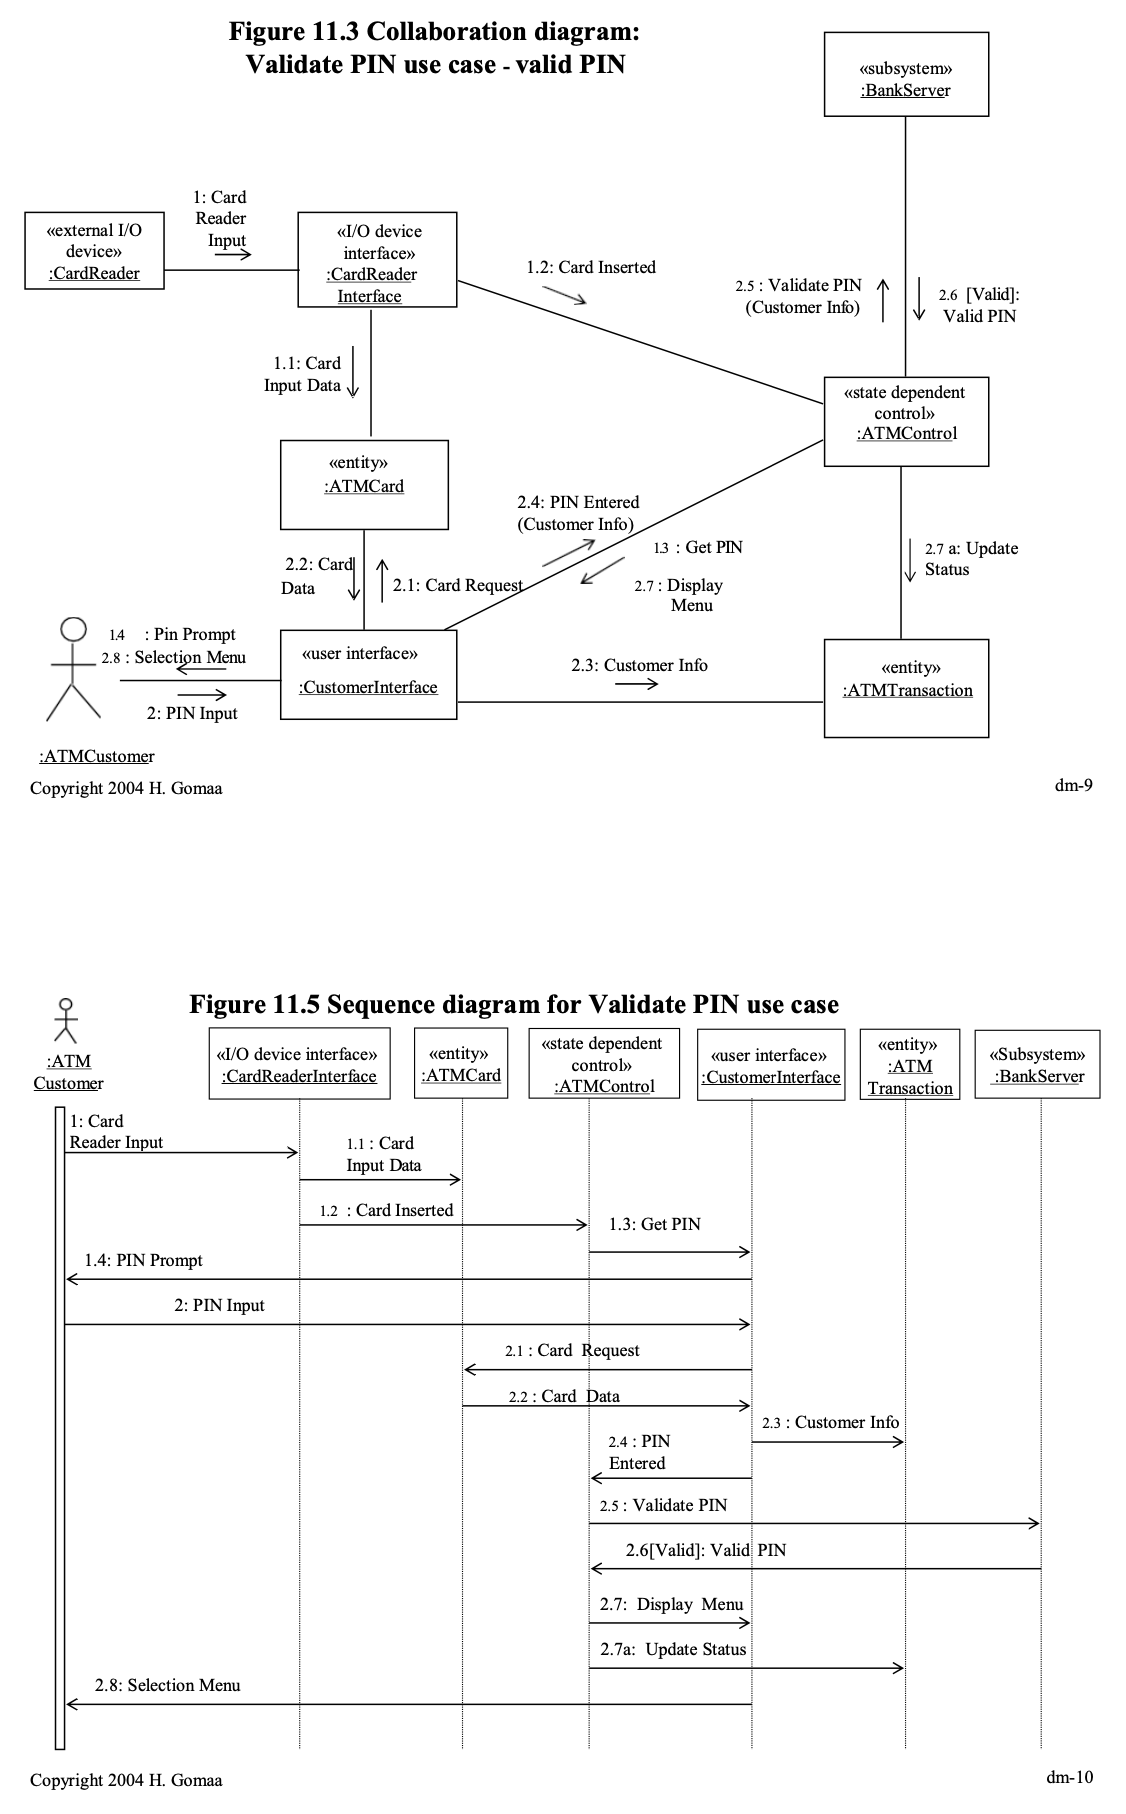 Figure 11.3 Collaboration diagram:
Validate PIN use case - valid PIN
«subsystem»
:BankServer
1: Card
Reader
Input
«external I/O
device»
:CardReader
«I/O device
interface»
:CardReader
Interface
1.2: Card Inserted
2.5 : Validate PIN
(Customer Info)
2.6 [Valid]:
Valid PIN
1.1: Card
Input Data
«state dependent
control»
:ATMControl
«entity»
:ATMCard
2.4: PIN Entered
(Customer Info)
1.3 : Get PIN
2.7: Display
Menu
2.7 a: Update
Status
2.2: Card
Data
2.1: Card Request
1.4 : Pin Prompt
2.8 : Selection Menu
2: PIN Input
«user interface»
:CustomerInterface
2.3: Customer Info
«entity»
:ATMTransaction
:ATMCustomer
Copyright 2004 H. Gomaa
dm-9
Figure 11.5 Sequence diagram for Validate PIN use case
:ATM
Customer
«I/O device interface»
:CardReaderInterface
«entity»
:ATMCard
«state dependent
control»
:ATMControl
«user interface»
:CustomerInterface
«entity»
:ATM
Transaction
«Subsystem»
:BankServer
1: Card
Reader Input
1.1 : Card
Input Data
1.2 : Card Inserted
1.3: Get PIN
1.4: PIN Prompt
2: PIN Input
2.1 : Card Request
2.2 : Card Data
2.3 : Customer Info
2.4 : PIN
Entered
2.5 : Validate PIN
2.6[Valid]: Valid PIN
2.7: Display Menu
2.7a: Update Status
2.8: Selection Menu
Copyright 2004 H. Gomaa
dm-10